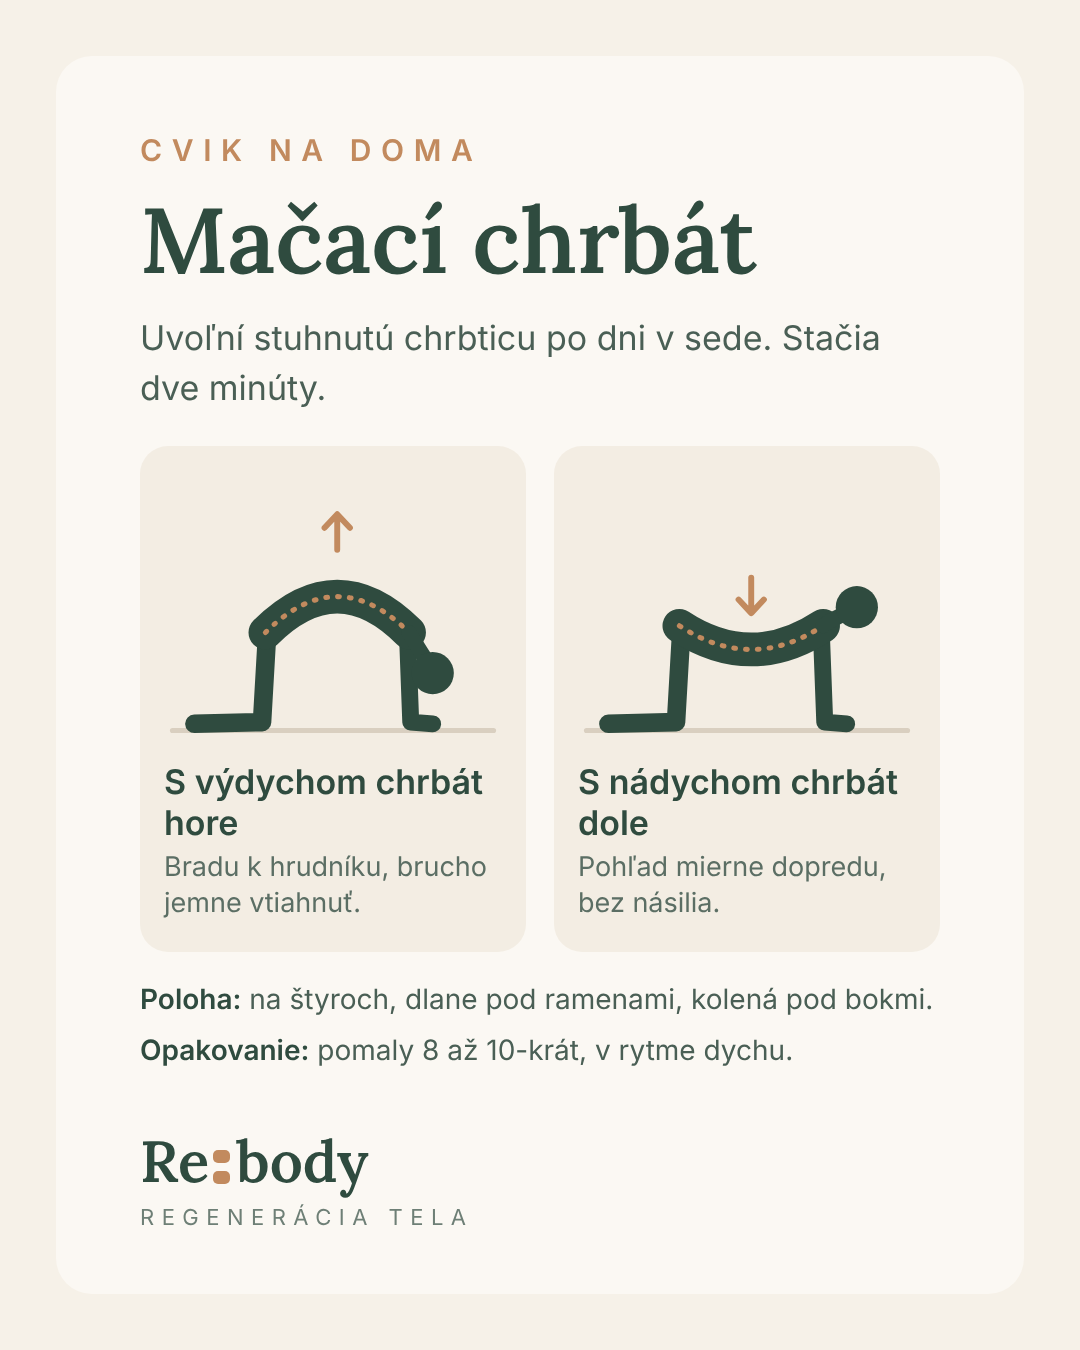 CVIK NA DOMA
Mačací chrbát
Uvoľní stuhnutú chrbticu po dni v sede. Stačia
dve minúty.
S výdychom chrbát
hore
Bradu k hrudníku, brucho
jemne vtiahnuť.
S nádychom chrbát
dole
Pohľad mierne dopredu,
bez násilia.
Poloha: na štyroch, dlane pod ramenami, kolená pod bokmi.
Opakovanie: pomaly 8 až 10-krát, v rytme dychu.
Re:body
REGENERÁCIA TELA